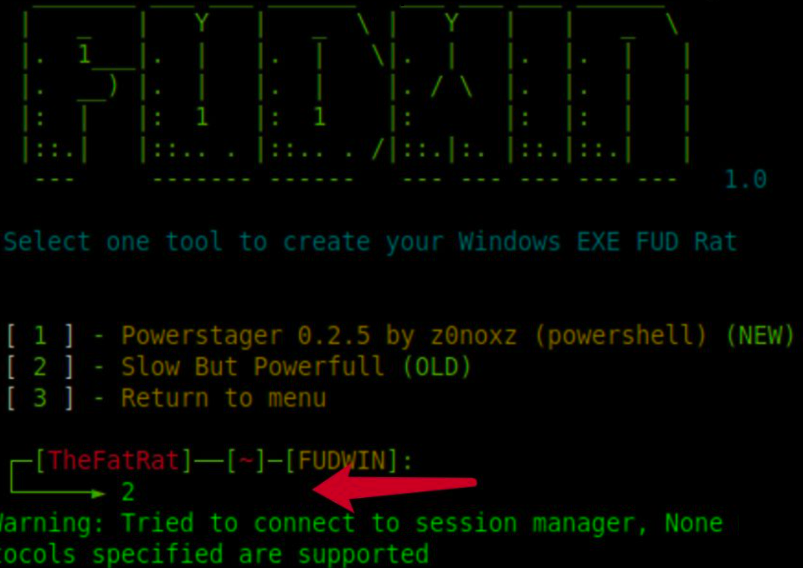 1.0
Select one tool to create your Windows EXE FUD Rat
[ 1 ] - Powerstager 0.2.5 by z0noxz (powershell) (NEW)
[ 2 ] - Slow But Powerfull (OLD)
[ 3 ] - Return to menu
[TheFatRat]—[~]—[FUDWIN]:
2
Warning: Tried to connect to session manager, None
tocols specified are supported